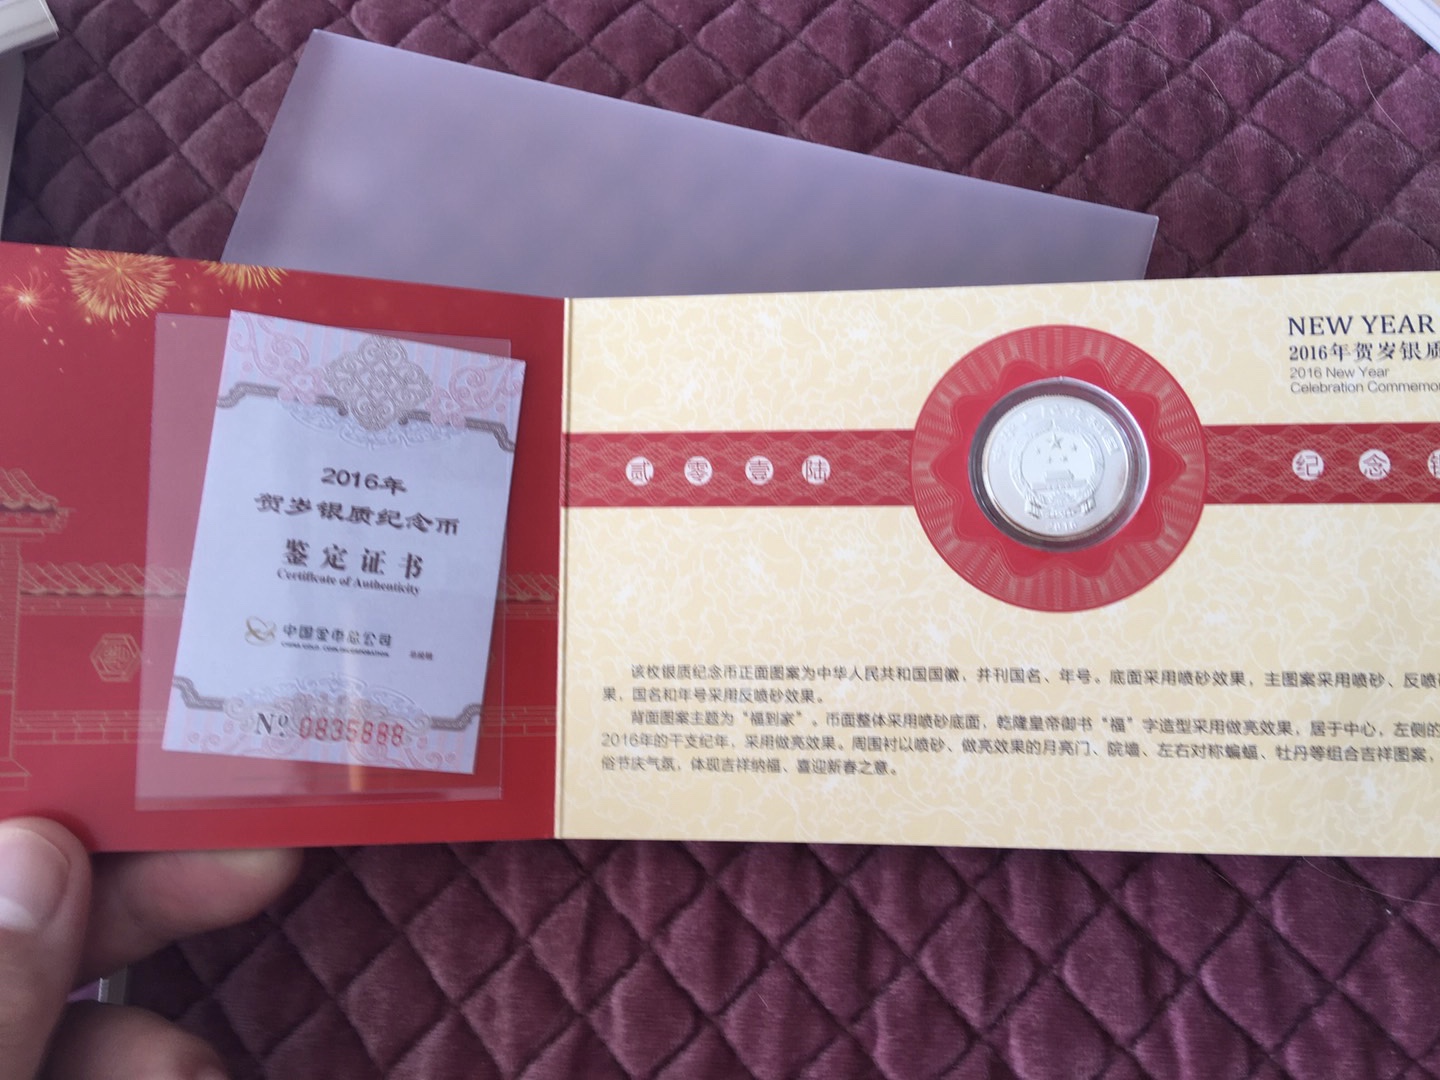 2016年
贺岁银质纪念币
鉴定证书
Certificate of Authenticity
中国金币总公司
CHINA GOLD COIN INCORPORATION
Nº 0835888
NEW YEAR
2016年贺岁银质
2016 New Year
Celebration Commemor
贰零壹陆
纪念
2016
该枚银质纪念币正面图案为中华人民共和国国徽，并刊国名、年号。底面采用喷砂效果，主图案采用喷砂、反喷
果，国名和年号采用反喷砂效果。
背面图案主题为“福到家”。币面整体采用喷砂底面，乾隆皇帝御书“福”字造型采用做亮效果，居于中心，左侧的
2016年的干支纪年，采用做亮效果。周围衬以喷砂、做亮效果的月亮门、院墙、左右对称蝙蝠、牡丹等组合吉祥图案，
俗节庆气氛，体现吉祥纳福、喜迎新春之意。